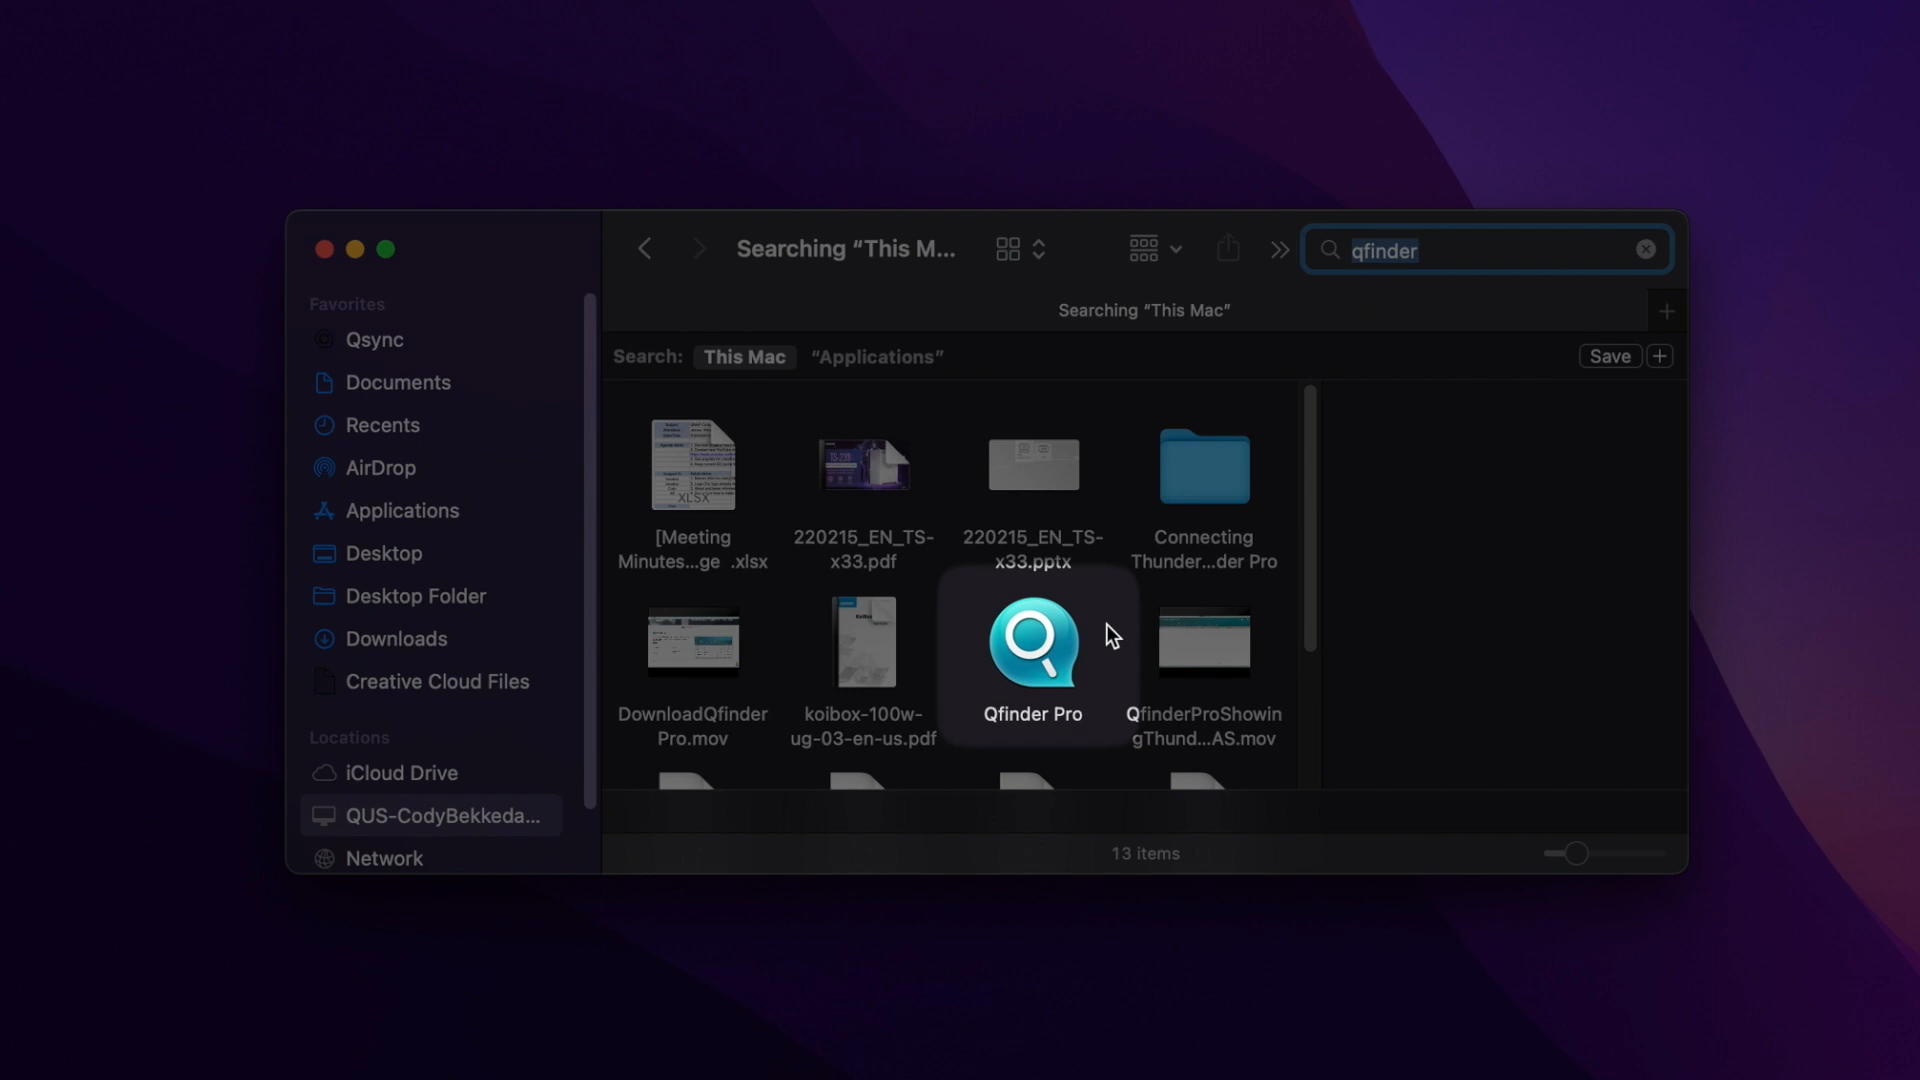 Searching “This M...
qfinder
Searching “This Mac”
Search: This Mac “Applications” Save
Favorites
Qsync
Documents
Recents
AirDrop
Applications
Desktop
Desktop Folder
Downloads
Creative Cloud Files
Locations
iCloud Drive
QUS-CodyBekkeda...
Network
XLSX
TS-233
[Meeting
Minutes...ge .xlsx
220215_EN_TS-
x33.pdf
220215_EN_TS-
x33.pptx
Connecting
Thunder...der Pro
DownloadQfinder
Pro.mov
koibox-100w-
ug-03-en-us.pdf
Qfinder Pro
QfinderProShowin
gThund...AS.mov
13 items